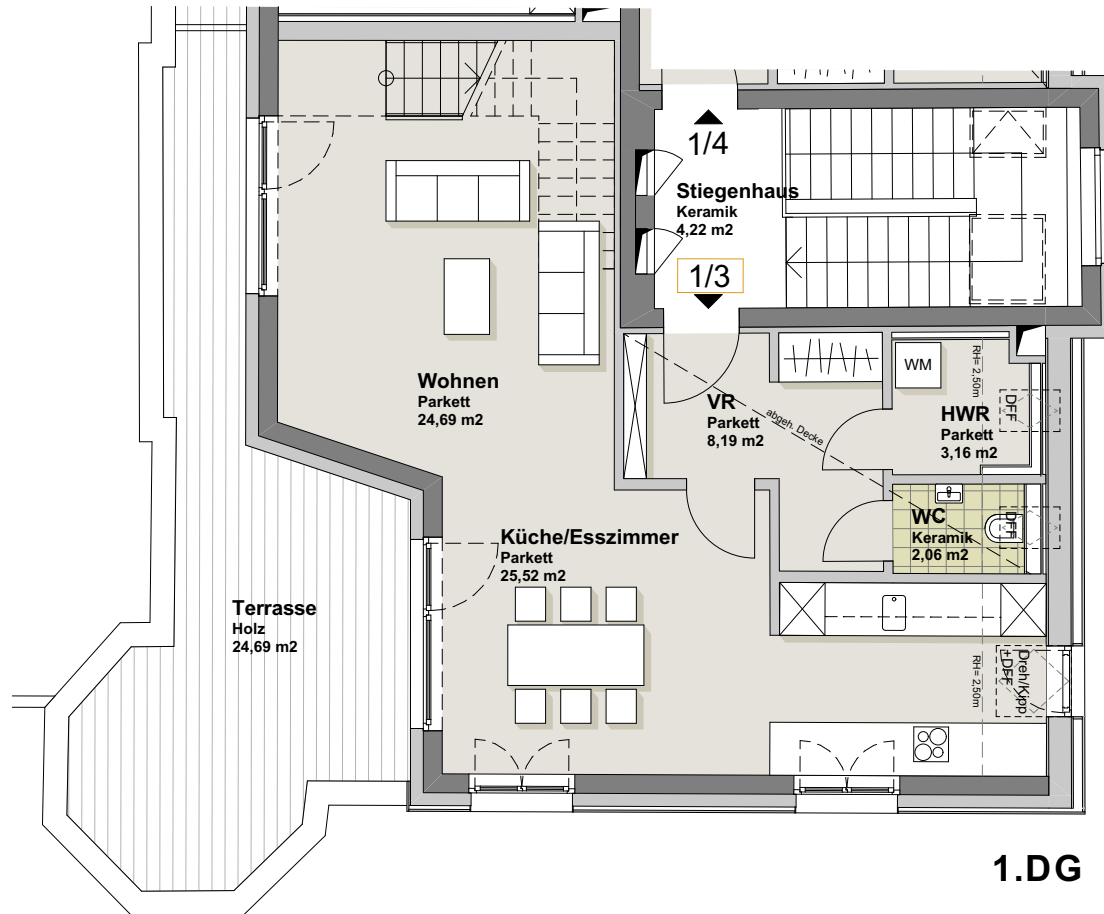 1/4
Stiegenhaus
Keramik
4,22 m2
1/3
Wohnen
Parkett
24,69 m2
VR
Parkett
8,19 m2
abgeh. Decke
WM
RH= 2,50m
HWR
Parkett
3,16 m2
DFF
WC
Keramik
2,06 m2
DFF
Küche/Esszimmer
Parkett
25,52 m2
Terrasse
Holz
24,69 m2
RH= 2,50m
Dreh/Kipp
+DFF
1.DG